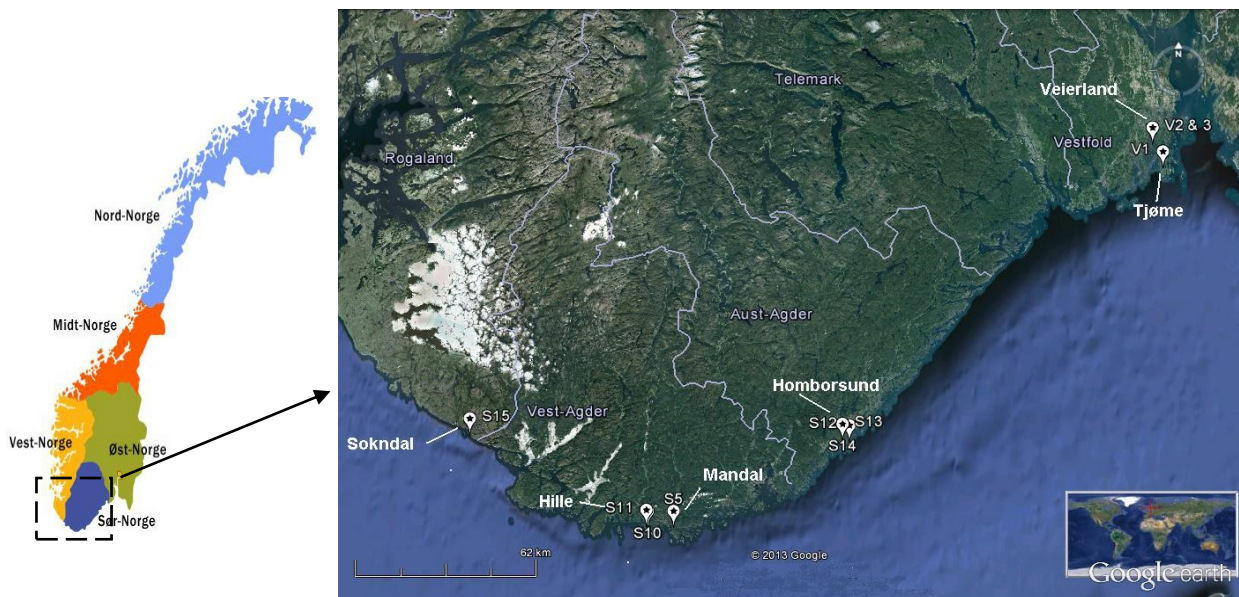 Nord-Norge
Midt-Norge
Vest-Norge
Øst-Norge
Sør-Norge
Telemark
N
Veierland
V2 & 3
Rogaland
Vestfold
V1
Tjøme
Aust-Agder
Homborsund
Vest-Agder
S15
S12
S13
Sokndal
S14
Mandal
Hille
S11
S5
S10
62 km
© 2013 Google
Google earth